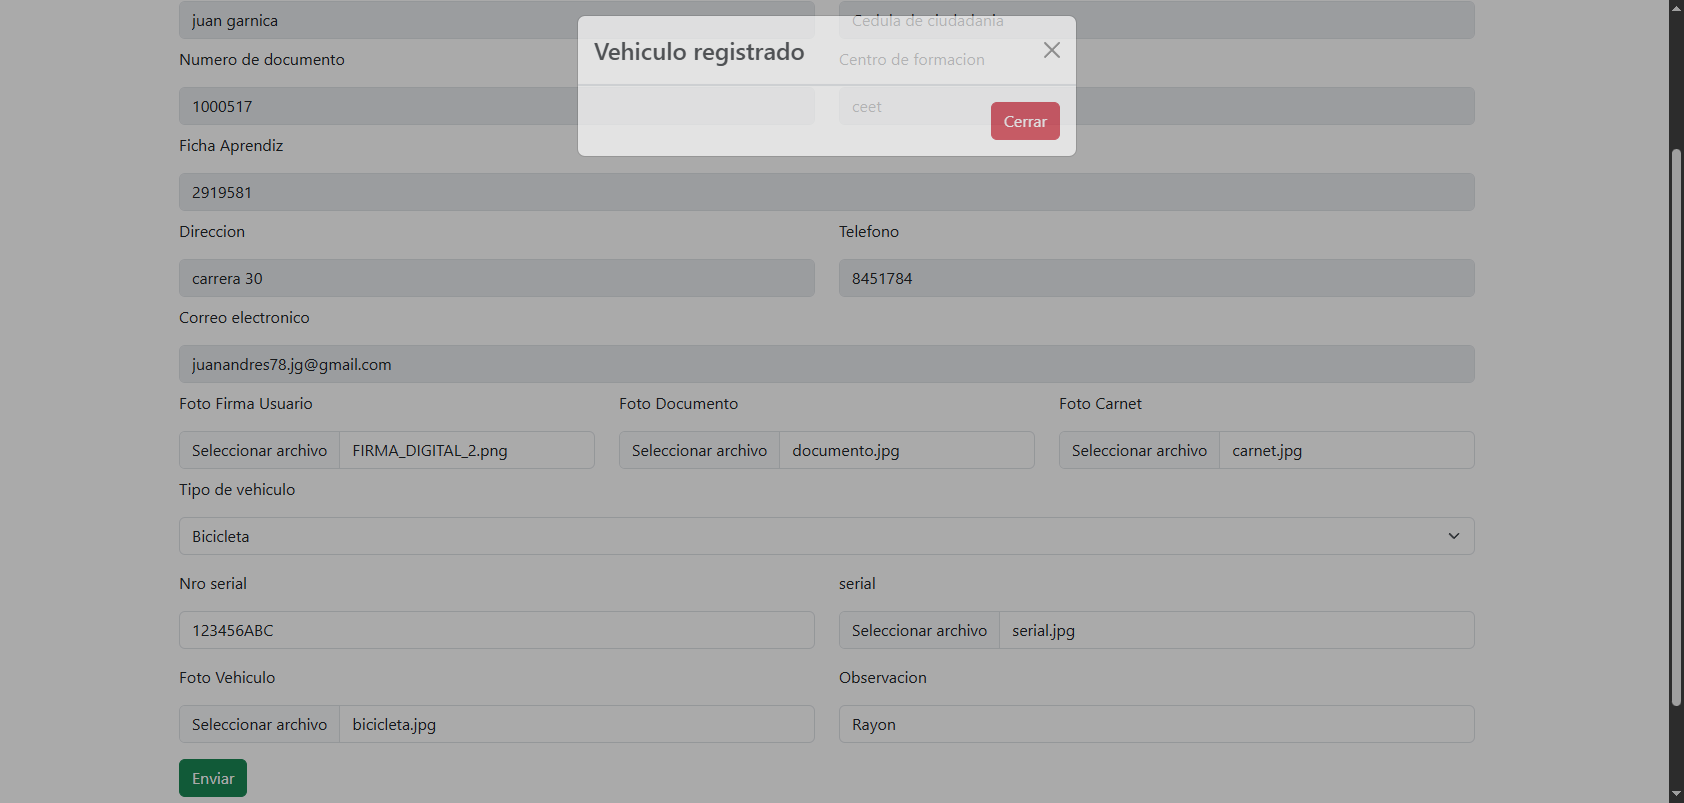 juan garnica
Cedula de ciudadania
Vehiculo registrado
Numero de documento
Centro de formacion
1000517
ceet
Cerrar
Ficha Aprendiz
2919581
Direccion
Telefono
carrera 30
8451784
Correo electronico
juanandres78.jg@gmail.com
Foto Firma Usuario
Foto Documento
Foto Carnet
Seleccionar archivo FIRMA_DIGITAL_2.png
Seleccionar archivo documento.jpg
Seleccionar archivo carnet.jpg
Tipo de vehiculo
Bicicleta
Nro serial
serial
123456ABC
Seleccionar archivo serial.jpg
Foto Vehiculo
Observacion
Seleccionar archivo bicicleta.jpg
Rayon
Enviar